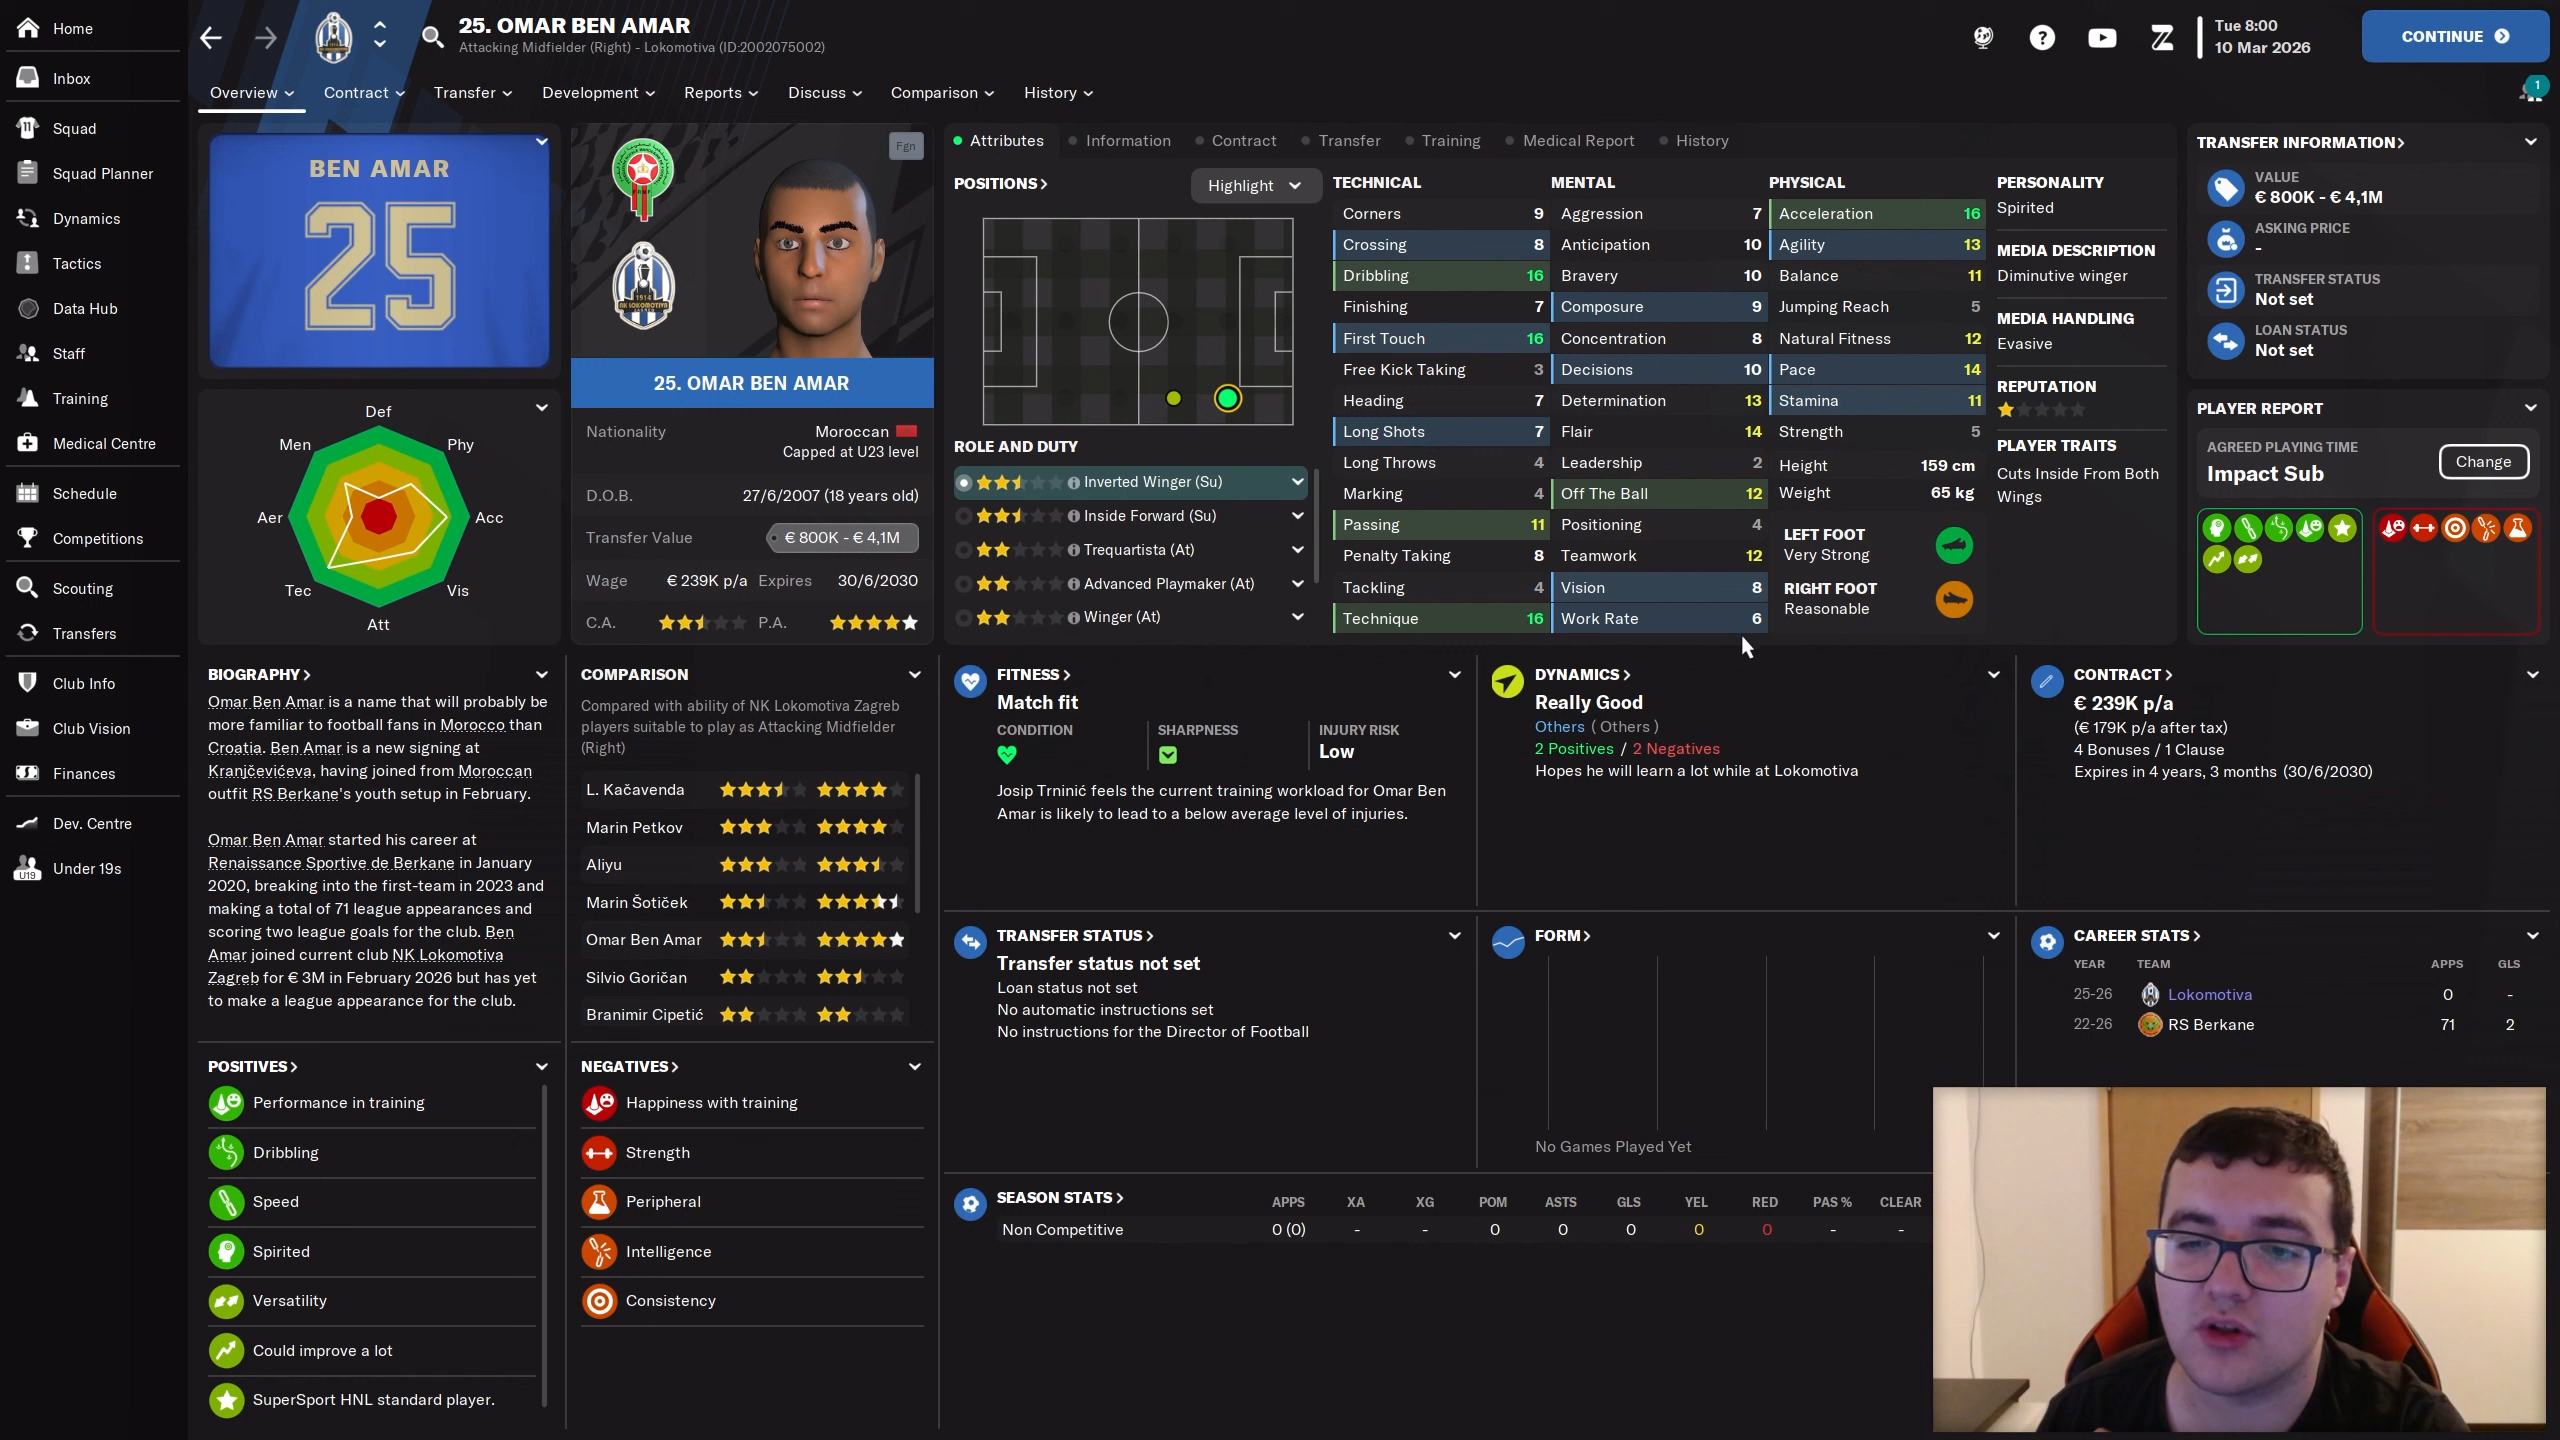 Home
Inbox
Squad
Squad Planner
Dynamics
Tactics
Data Hub
Staff
Training
Medical Centre
Schedule
Competitions
Scouting
Transfers
Club Info
Club Vision
Finances
Dev. Centre
U19
Under 19s
25. OMAR BEN AMAR
Attacking Midfielder (Right) - Lokomotiva (ID:2002075002)
Tue 8:00
10 Mar 2026
CONTINUE
1
Overview
Contract
Transfer
Development
Reports
Discuss
Comparison
History
BEN AMAR
25
Def
Men
Phy
Aer
Acc
Tec
Vis
Att
Fgn
25. OMAR BEN AMAR
Nationality Moroccan
Capped at U23 level
D.O.B. 27/6/2007 (18 years old)
Transfer Value € 800K - € 4,1M
Wage € 239K p/a Expires 30/6/2030
C.A. P.A.
Attributes Information Contract Transfer Training Medical Report History
POSITIONS
Highlight
ROLE AND DUTY
Inverted Winger (Su)
Inside Forward (Su)
Trequartista (At)
Advanced Playmaker (At)
Winger (At)
TECHNICAL
Corners 9
Crossing 8
Dribbling 16
Finishing 7
First Touch 16
Free Kick Taking 3
Heading 7
Long Shots 7
Long Throws 4
Marking 4
Passing 11
Penalty Taking 8
Tackling 4
Technique 16
MENTAL
Aggression 7
Anticipation 10
Bravery 10
Composure 9
Concentration 8
Decisions 10
Determination 13
Flair 14
Leadership 2
Off The Ball 12
Positioning 4
Teamwork 12
Vision 8
Work Rate 6
PHYSICAL
Acceleration 16
Agility 13
Balance 11
Jumping Reach 5
Natural Fitness 12
Pace 14
Stamina 11
Strength 5
Height 159 cm
Weight 65 kg
LEFT FOOT
Very Strong
RIGHT FOOT
Reasonable
PERSONALITY
Spirited
MEDIA DESCRIPTION
Diminutive winger
MEDIA HANDLING
Evasive
REPUTATION
PLAYER TRAITS
Cuts Inside From Both
Wings
TRANSFER INFORMATION
VALUE
€ 800K - € 4,1M
ASKING PRICE
-
TRANSFER STATUS
Not set
LOAN STATUS
Not set
PLAYER REPORT
AGREED PLAYING TIME
Impact Sub
Change
BIOGRAPHY
Omar Ben Amar is a name that will probably be
more familiar to football fans in Morocco than
Croatia. Ben Amar is a new signing at
Kranjčevićeva, having joined from Moroccan
outfit RS Berkane's youth setup in February.
Omar Ben Amar started his career at
Renaissance Sportive de Berkane in January
2020, breaking into the first-team in 2023 and
making a total of 71 league appearances and
scoring two league goals for the club. Ben
Amar joined current club NK Lokomotiva
Zagreb for € 3M in February 2026 but has yet
to make a league appearance for the club.
COMPARISON
Compared with ability of NK Lokomotiva Zagreb
players suitable to play as Attacking Midfielder
(Right)
L. Kačavenda
Marin Petkov
Aliyu
Marin Šotiček
Omar Ben Amar
Silvio Goričan
Branimir Cipetić
POSITIVES
Performance in training
Dribbling
Speed
Spirited
Versatility
Could improve a lot
SuperSport HNL standard player.
NEGATIVES
Happiness with training
Strength
Peripheral
Intelligence
Consistency
FITNESS
Match fit
CONDITION SHARPNESS INJURY RISK
Low
Josip Trninić feels the current training workload for Omar Ben
Amar is likely to lead to a below average level of injuries.
DYNAMICS
Really Good
Others ( Others )
2 Positives / 2 Negatives
Hopes he will learn a lot while at Lokomotiva
CONTRACT
€ 239K p/a
(€ 179K p/a after tax)
4 Bonuses / 1 Clause
Expires in 4 years, 3 months (30/6/2030)
TRANSFER STATUS
Transfer status not set
Loan status not set
No automatic instructions set
No instructions for the Director of Football
FORM
No Games Played Yet
CAREER STATS
YEAR TEAM APPS GLS
25-26 Lokomotiva 0 -
22-26 RS Berkane 71 2
SEASON STATS APPS XA XG POM ASTS GLS YEL RED PAS % CLEAR
Non Competitive 0 (0) - - 0 0 0 0 0 - -